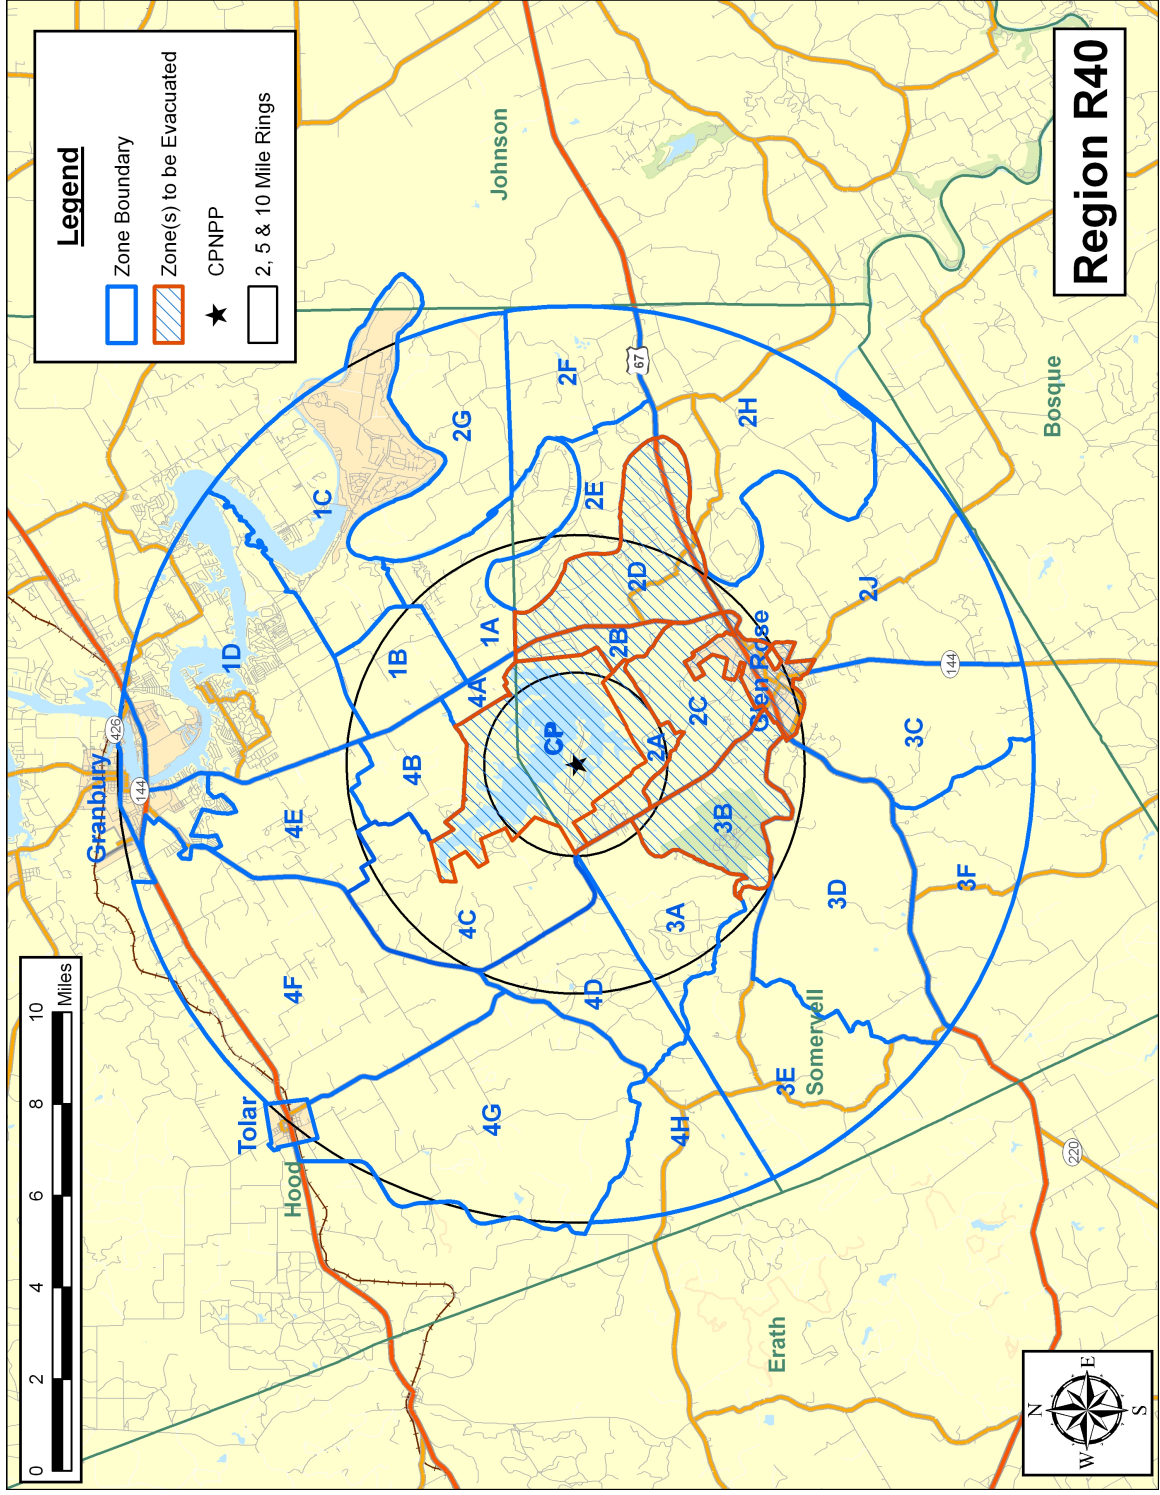 Legend
Zone Boundary
Zone(s) to be Evacuated
CPNPP
2, 5 & 10 Mile Rings
Region R40
0 2 4 6 8 10
Miles
N
W E
S
Granbury
Tolar
Glen Rose
Hood
Johnson
Somervell
Bosque
Erath
CP
1A
1B
1C
1D
2A
2B
2C
2D
2E
2F
2G
2H
2J
3A
3B
3C
3D
3E
3F
4A
4B
4C
4D
4E
4F
4G
4H
426
144
67
144
220